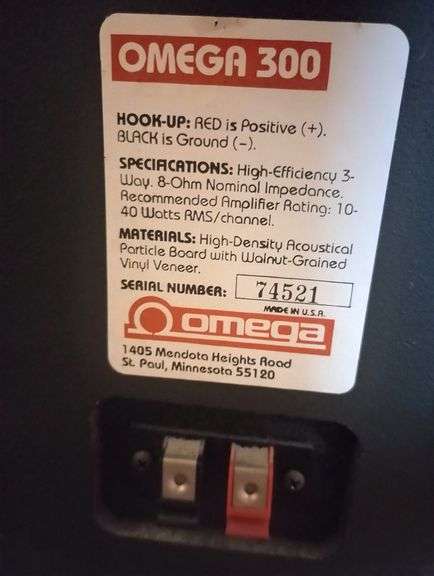 OMEGA 300
HOOK-UP: RED is Positive (+).
BLACK is Ground (-).
SPECIFICATIONS: High-Efficiency 3-
Way. 8-Ohm Nominal Impedance.
Recommended Amplifier Rating: 10-
40 Watts RMS/channel.
MATERIALS: High-Density Acoustical
Particle Board with Walnut-Grained
Vinyl Veneer.
SERIAL NUMBER: 74521
MADE IN U.S.A.
omega
1405 Mendota Heights Road
St. Paul, Minnesota 55120